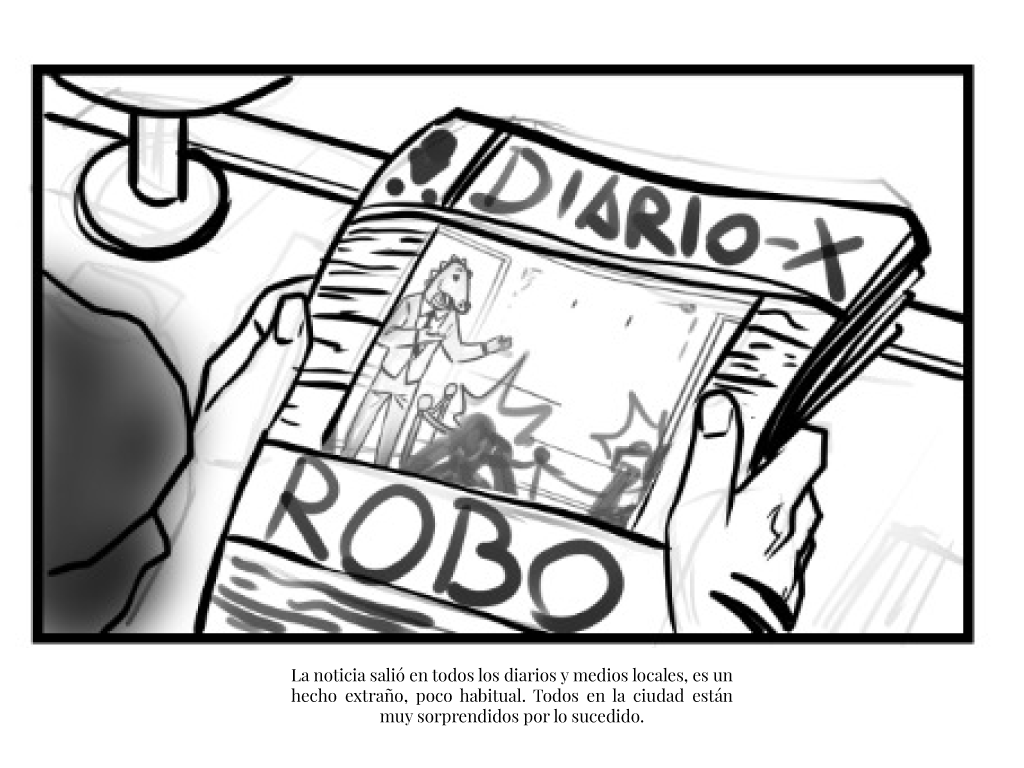 DIARIO-X
ROBO
La noticia salió en todos los diarios y medios locales, es un
hecho extraño, poco habitual. Todos en la ciudad están
muy sorprendidos por lo sucedido.